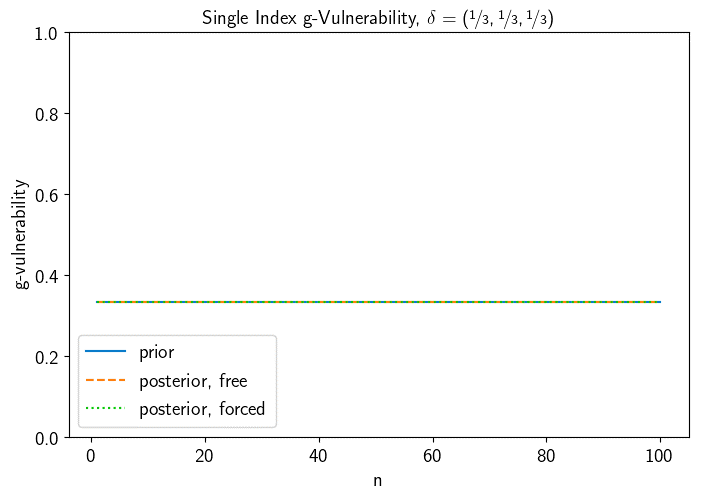 Single Index g-Vulnerability, δ = (1/3, 1/3, 1/3)
1.0
0.8
0.6
0.4
0.2
0.0
g-vulnerability
prior
posterior, free
posterior, forced
0 20 40 60 80 100
n